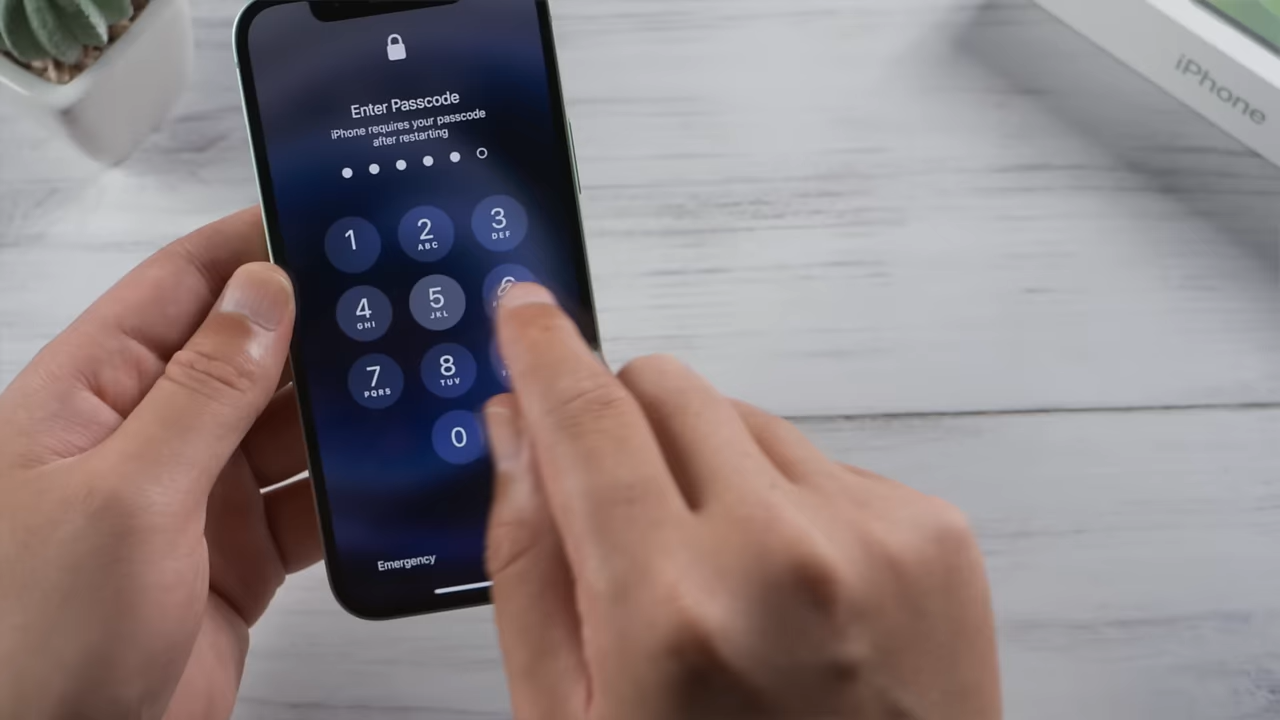 Enter Passcode
iPhone requires your passcode
after restarting
1
2
ABC
3
DEF
4
GHI
5
JKL
6
7
PQRS
8
TUV
0
Emergency
iPhone